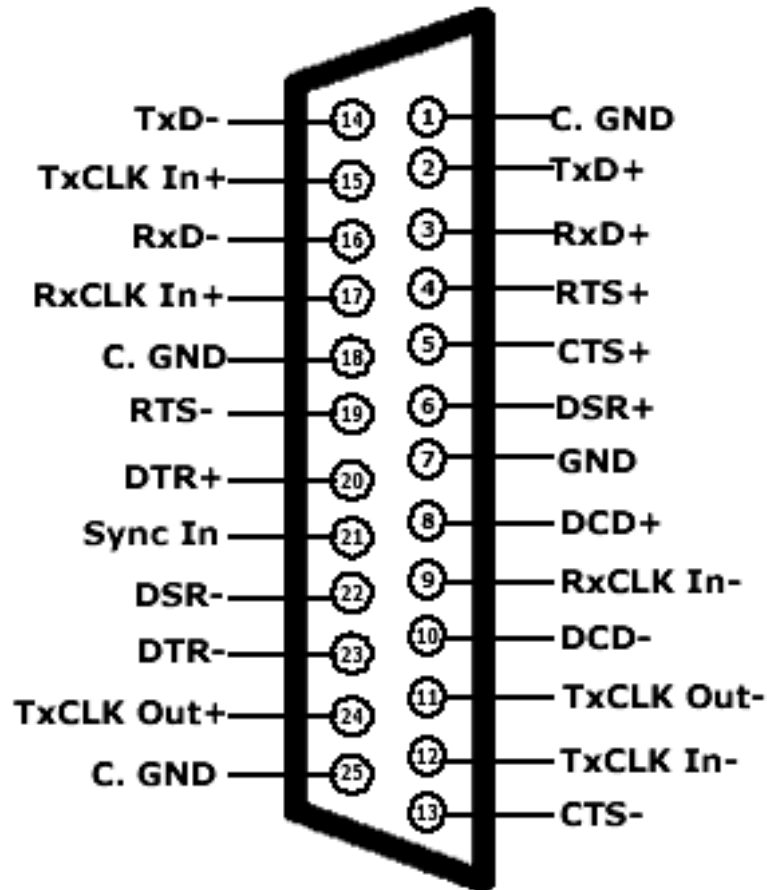 TxD- 14 1 C. GND
TxCLK In+ 15 2 TxD+
RxD- 16 3 RxD+
RxCLK In+ 17 4 RTS+
C. GND 18 5 CTS+
RTS- 19 6 DSR+
DTR+ 20 7 GND
Sync In 21 8 DCD+
DSR- 22 9 RxCLK In-
DTR- 23 10 DCD-
TxCLK Out+ 24 11 TxCLK Out-
C. GND 25 12 TxCLK In-
13 CTS-